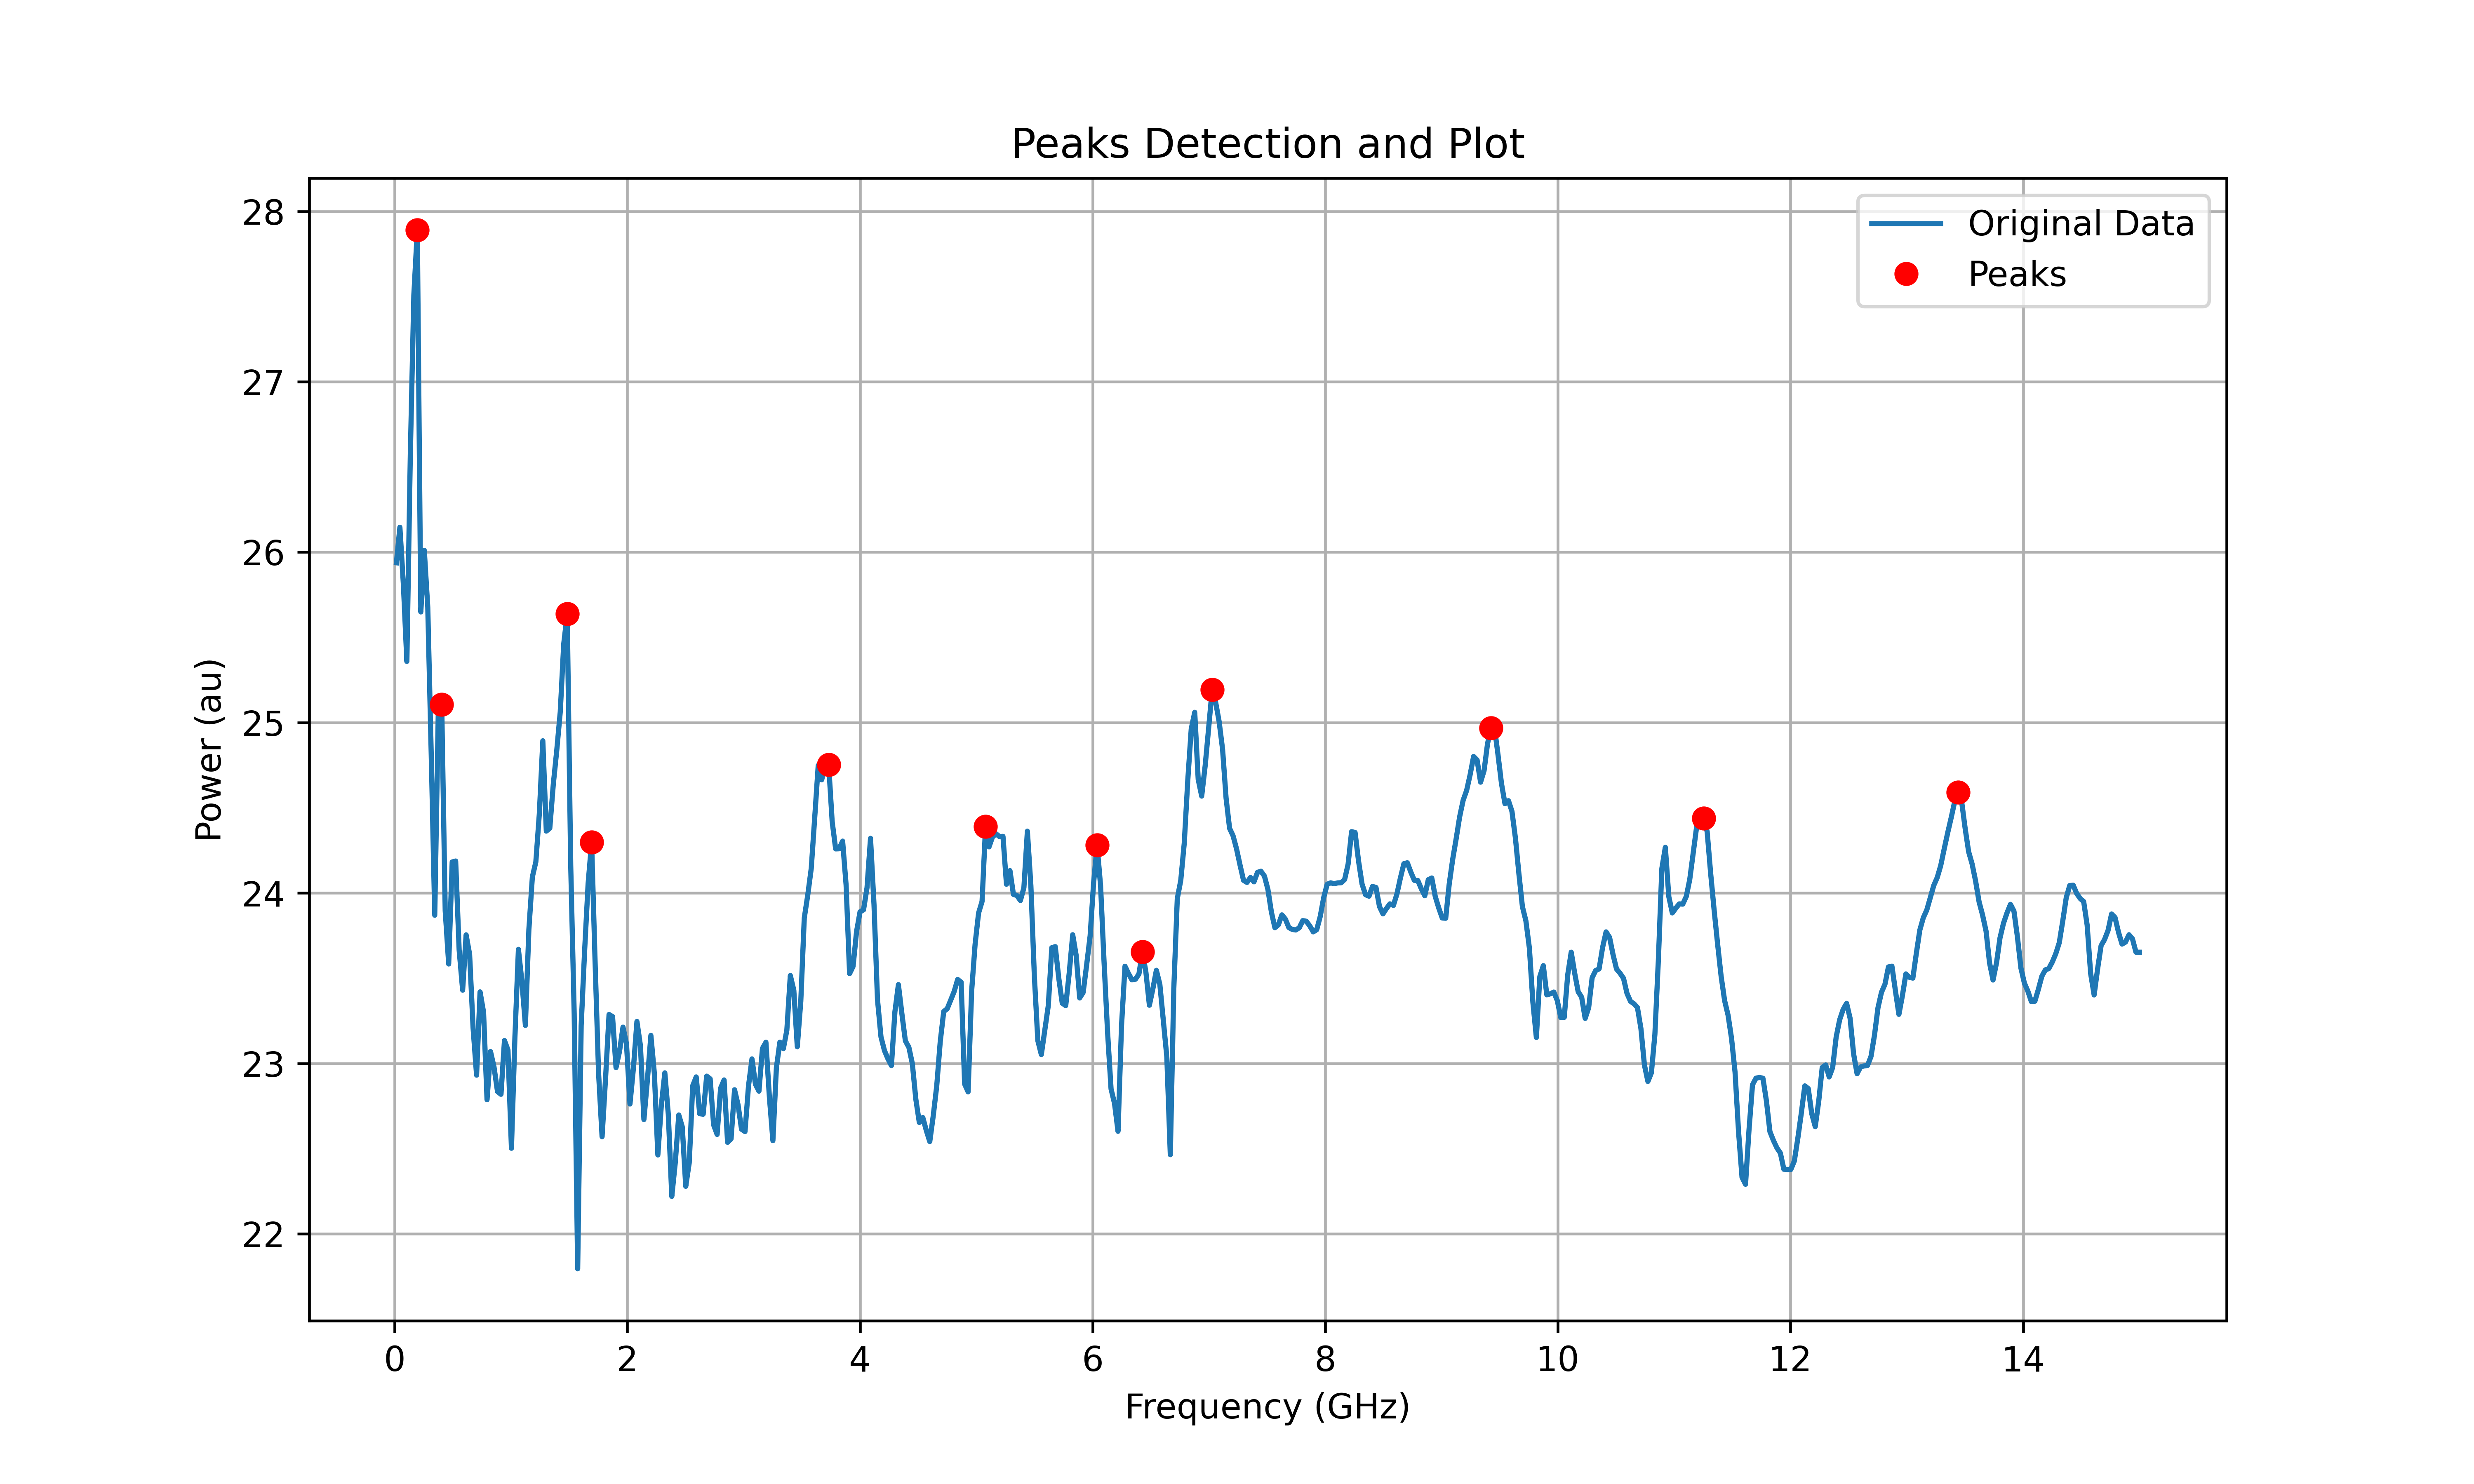 Peaks Detection and Plot
Original Data
Peaks
Power (au)
28
27
26
25
24
23
22
0 2 4 6 8 10 12 14
Frequency (GHz)